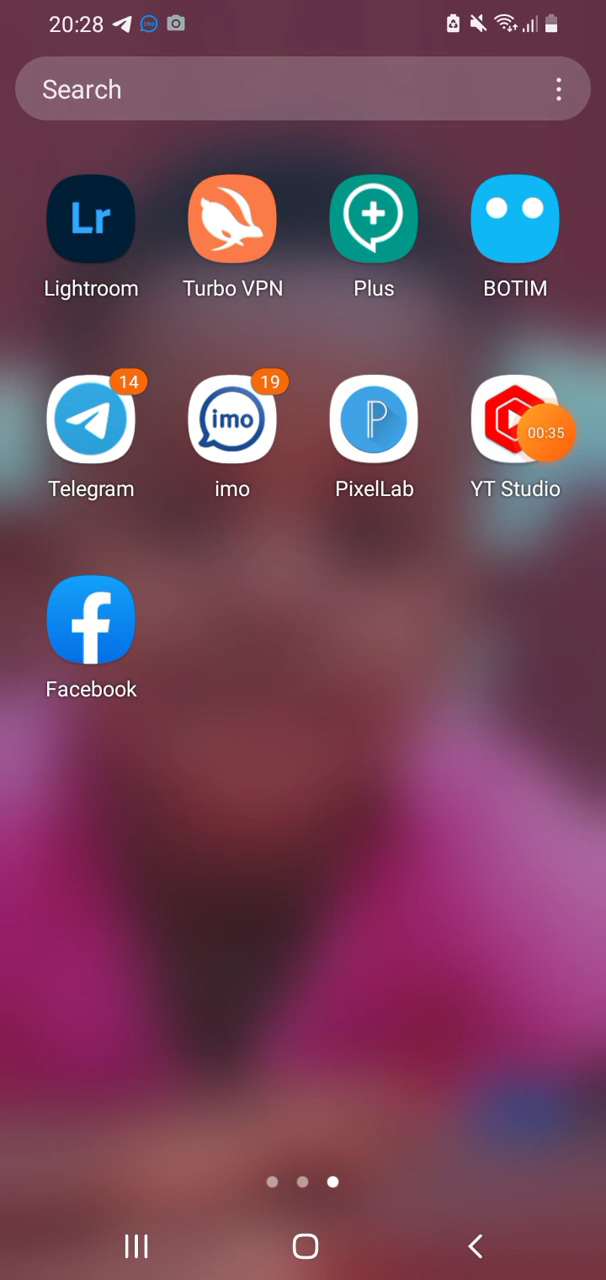 20:28
Search
Lr
Lightroom
Turbo VPN
Plus
BOTIM
14
19
imo
P
00:35
Telegram
imo
PixelLab
YT Studio
f
Facebook